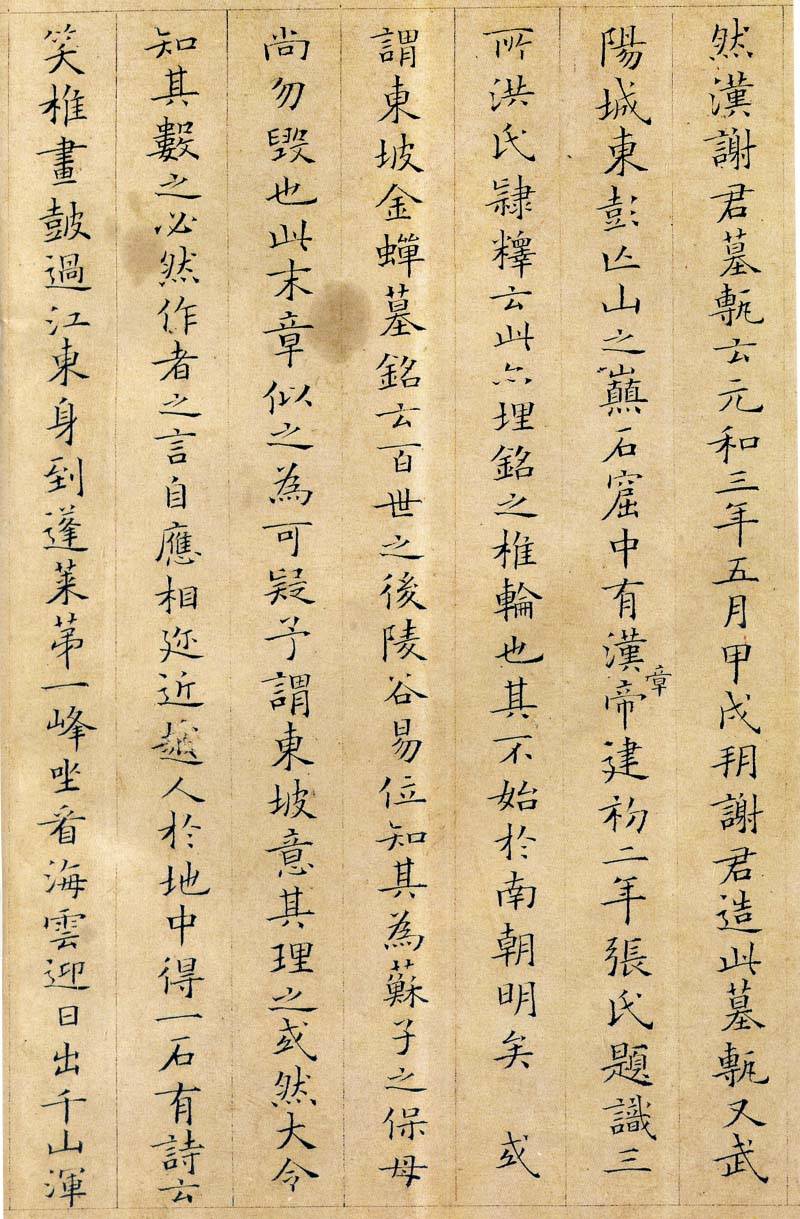 然漢謝君墓甎云元和三年五月甲戌朔謝君造此墓甎又武
陽城東彭亾山之巔石窟中有漢章帝建初二年張氏題識三
所洪氏隷釋云此亦埋銘之椎輪也其不始於南朝明矣 或
謂東坡金蟬墓銘云百世之後陵谷易位知其為蘇子之保母
尚勿毀也此末章似之為可疑予謂東坡意其理之或然大令
知其數之必然作者之言自應相迩近越人於地中得一石有詩云
笑椎畫皷過江東身到蓬萊苐一峰坐看海雲迎日出千山渾